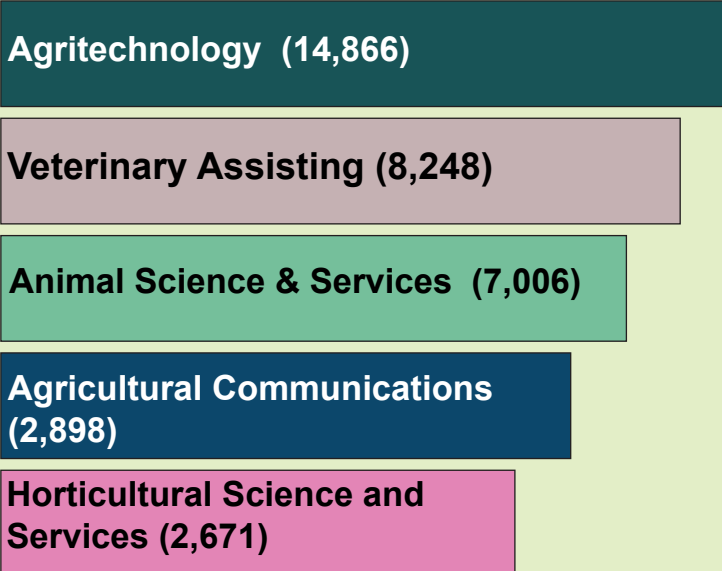 Agritechnology (14,866)
Veterinary Assisting (8,248)
Animal Science & Services (7,006)
Agricultural Communications
(2,898)
Horticultural Science and
Services (2,671)